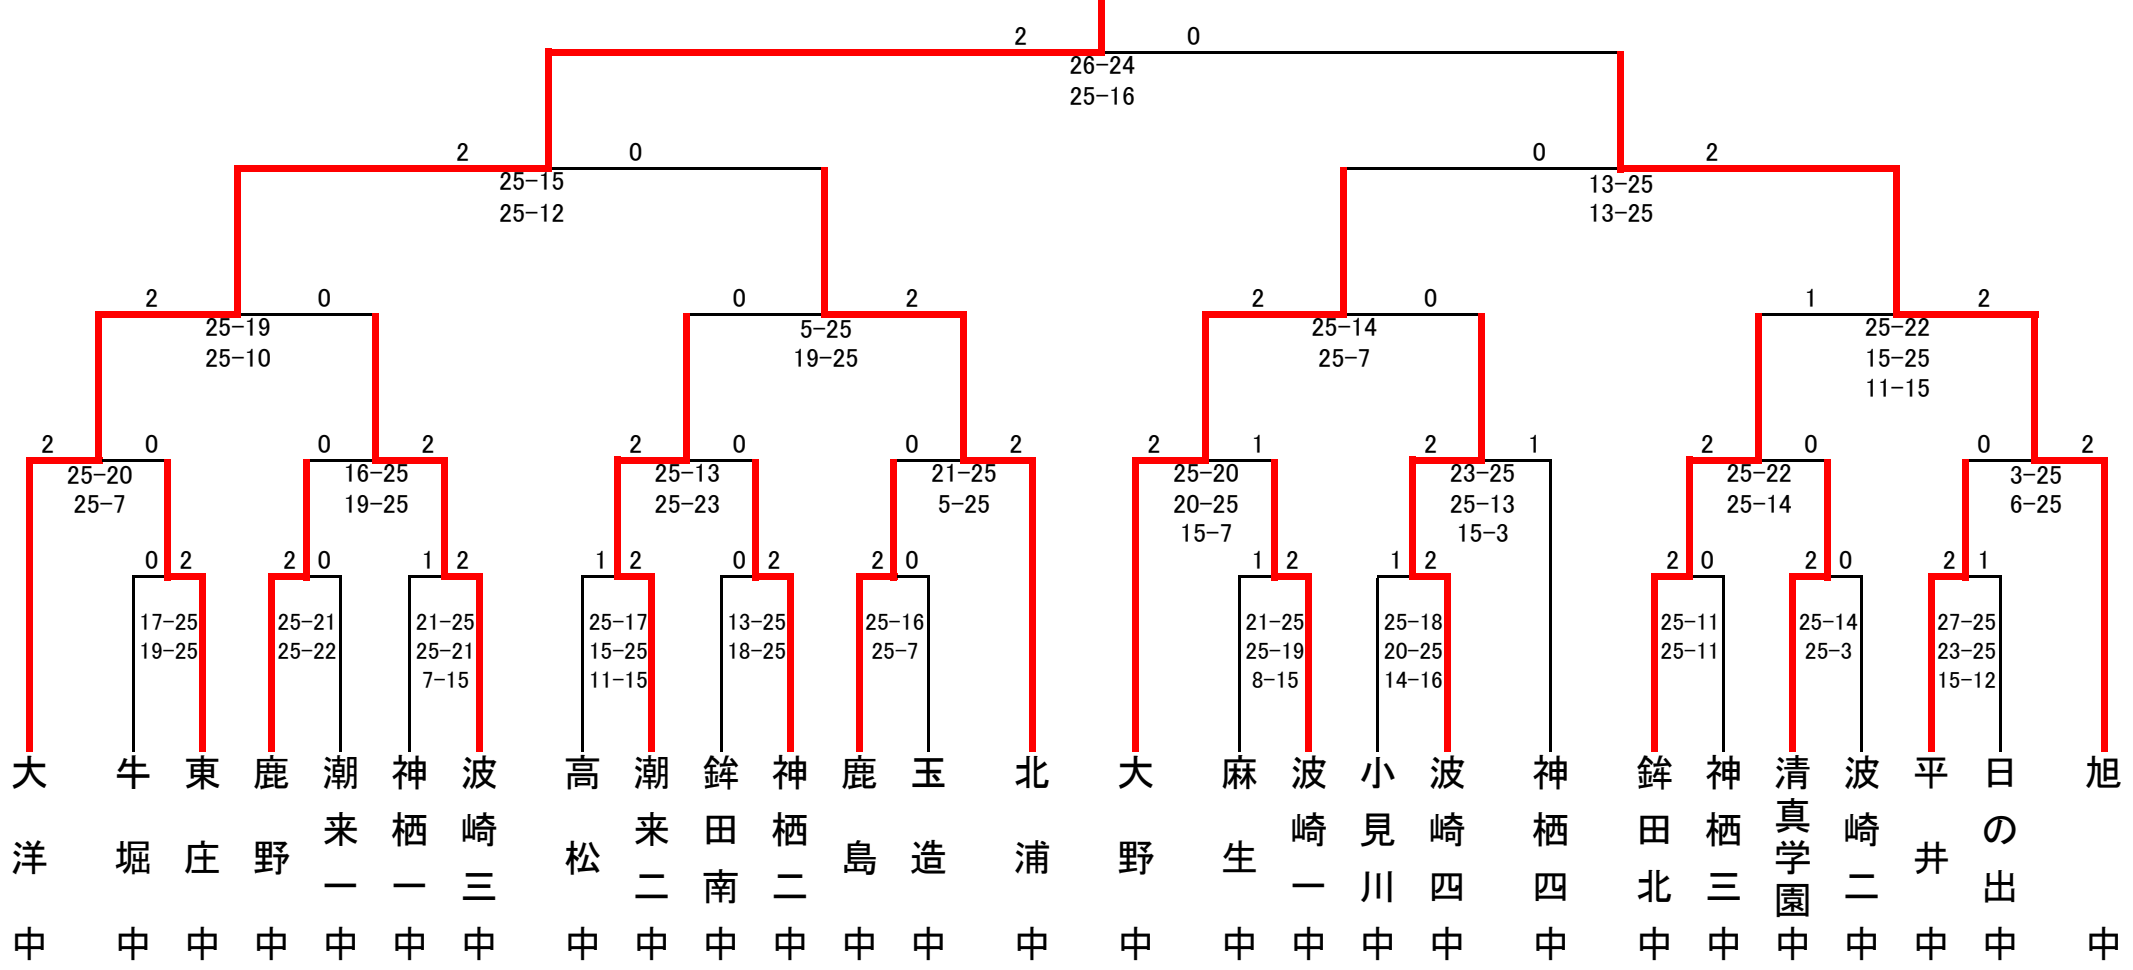 2 0
26-24
25-16
2 0 0 2
25-15 13-25
25-12 13-25
2 0 0 2 2 0 1 2
25-19 5-25 25-14 25-22
25-10 19-25 25-7 15-25
11-15
2 0 0 2 2 0 0 2 2 1 2 1 2 0 0 2
25-20 16-25 25-13 21-25 25-20 23-25 25-22 3-25
25-7 19-25 25-23 5-25 20-25 25-13 25-14 6-25
15-7 15-3
0 2 2 0 1 2 1 2 0 2 2 0 1 2 1 2 2 0 2 0 2 1
17-25 25-21 21-25 25-17 13-25 25-16 21-25 25-18 25-11 25-14 27-25
19-25 25-22 25-21 15-25 18-25 25-7 25-19 20-25 25-11 25-3 23-25
7-15 11-15 8-15 14-16 15-12
大洋中
牛堀中
東庄中
鹿野中
潮来一中
神栖一中
波崎三中
高松中
潮来二中
鉾田南中
神栖二中
鹿島中
玉造中
北浦中
大野中
麻生中
波崎一中
小見川中
波崎四中
神栖四中
鉾田北中
神栖三中
清真学園中
波崎二中
平井中
日の出中
旭中